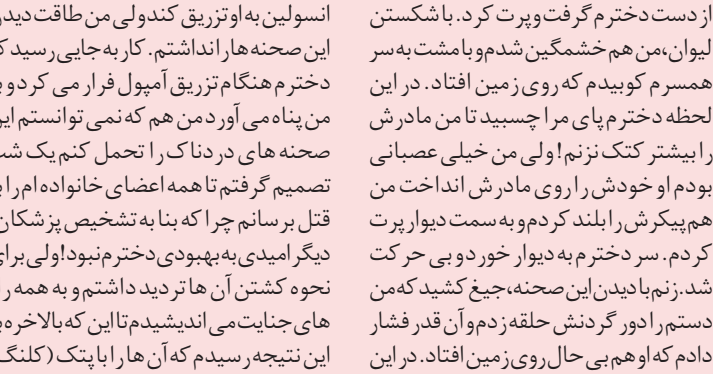 از دست دخترم گرفت و پرت کرد. با شکستن
لیوان، من هم خشمگین شدم و با مشت به سر
همسرم کوبیدم که روی زمین افتاد. در این
لحظه دخترم پای مرا چسبید تا من مادرش
را بیشتر کتک نزنم! ولی من خیلی عصبانی
بودم او خودش را روی مادرش انداخت من
هم پیکرش را بلند کردم و به سمت دیوار پرت
کردم. سر دخترم به دیوار خورد و بی حرکت
شد. زنم با دیدن این صحنه، جیغ کشید که من
دستم را دور گردنش حلقه زدم و آن قدر فشار
دادم که او هم بی حال روی زمین افتاد. در این
انسولین به او تزریق کند ولی من طاقت دیدن
این صحنه ها را نداشتم. کار به جایی رسید
دخترم هنگام تزریق آمپول فرار می کرد و
من پناه می آورد من هم که نمی توانستم
صحنه های دردناک را تحمل کنم یک
تصمیم گرفتم تا همه اعضای خانواده ام را
قتل برسانم چرا که بنا به تشخیص پزشکان
دیگر امیدی به بهبودی دخترم نبود! ولی برای
نحوه کشتن آن ها تردید داشتم و به همه
های جنایت می اندیشیدم تا این که بالاخره
این نتیجه رسیدم که آن ها را با پتک (کلنگ